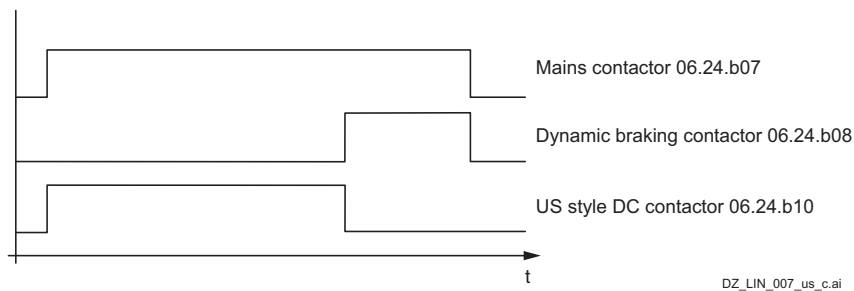 Mains contactor 06.24.b07
Dynamic braking contactor 06.24.b08
US style DC contactor 06.24.b10
t
DZ_LIN_007_us_c.ai